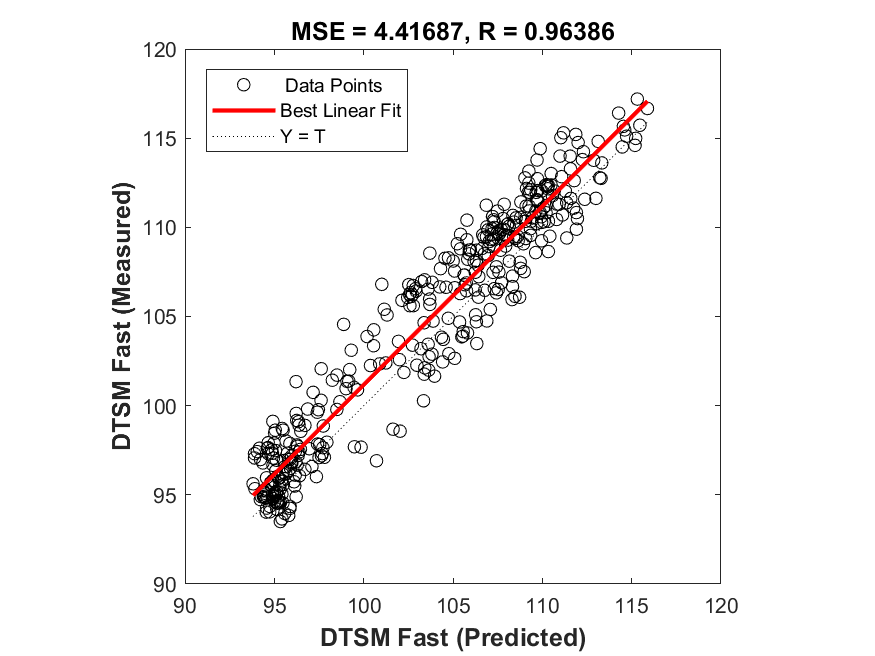 MSE = 4.41687, R = 0.96386
120
115
110
105
100
95
90
DTSM Fast (Measured)
Data Points
Best Linear Fit
Y = T
90
95
100
105
110
115
120
DTSM Fast (Predicted)